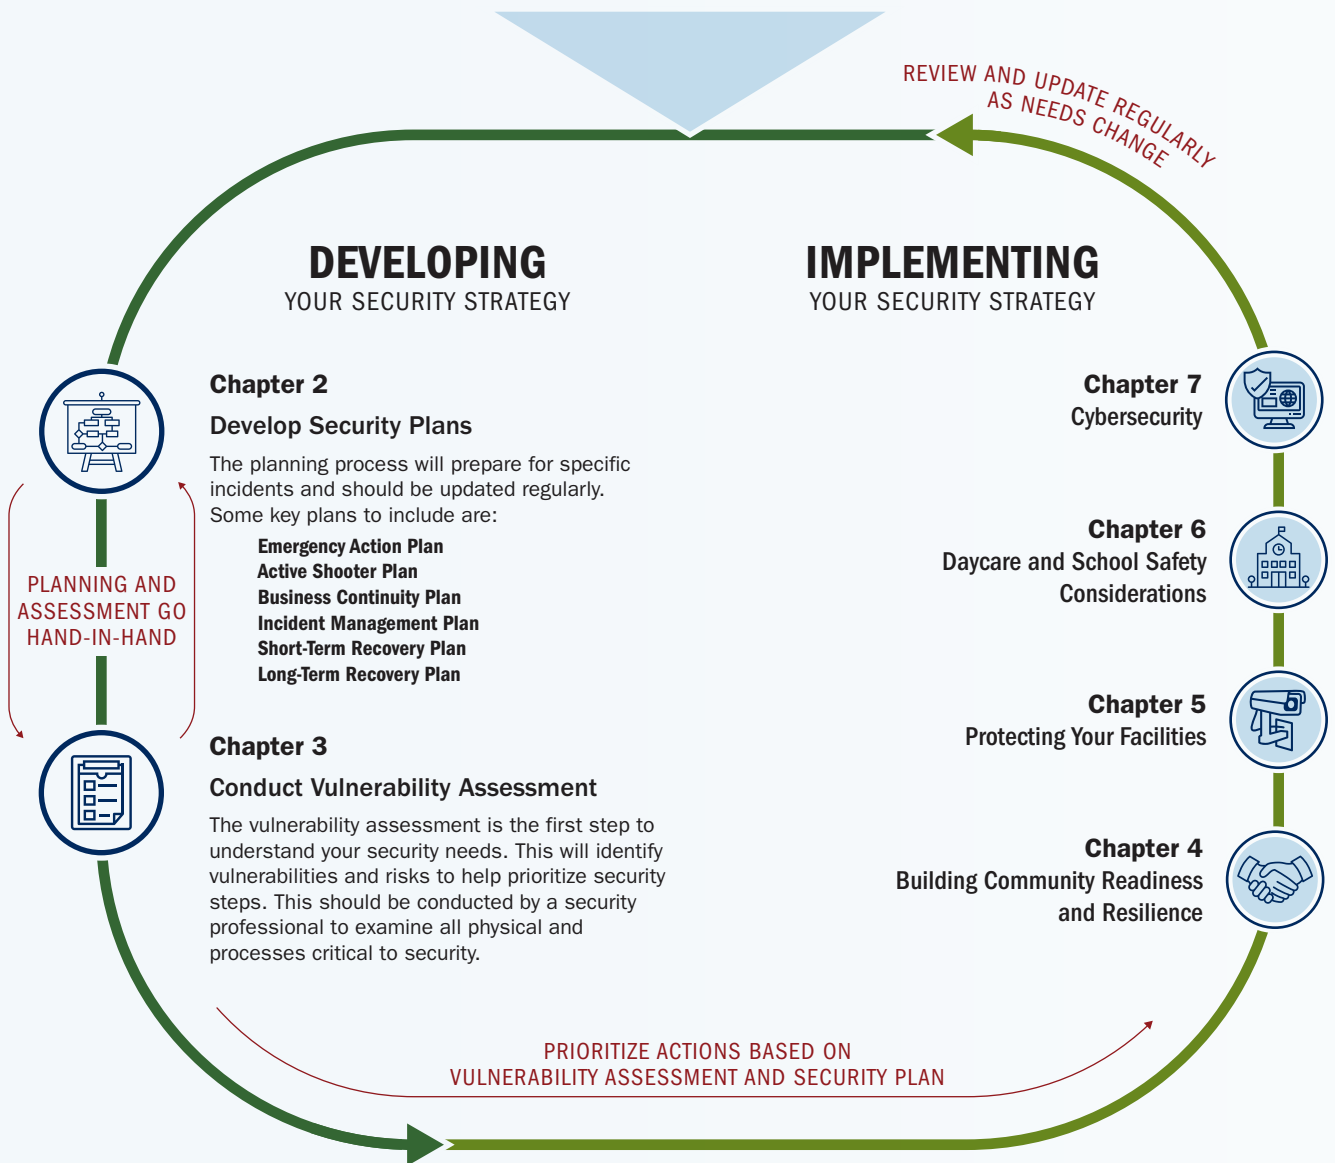 REVIEW AND UPDATE REGULARLY
AS NEEDS CHANGE
DEVELOPING
YOUR SECURITY STRATEGY
Chapter 2
Develop Security Plans
The planning process will prepare for specific
incidents and should be updated regularly.
Some key plans to include are:
Emergency Action Plan
Active Shooter Plan
Business Continuity Plan
Incident Management Plan
Short-Term Recovery Plan
Long-Term Recovery Plan
PLANNING AND
ASSESSMENT GO
HAND-IN-HAND
Chapter 3
Conduct Vulnerability Assessment
The vulnerability assessment is the first step to
understand your security needs. This will identify
vulnerabilities and risks to help prioritize security
steps. This should be conducted by a security
professional to examine all physical and
processes critical to security.
IMPLEMENTING
YOUR SECURITY STRATEGY
Chapter 7
Cybersecurity
Chapter 6
Daycare and School Safety
Considerations
Chapter 5
Protecting Your Facilities
Chapter 4
Building Community Readiness
and Resilience
PRIORITIZE ACTIONS BASED ON
VULNERABILITY ASSESSMENT AND SECURITY PLAN